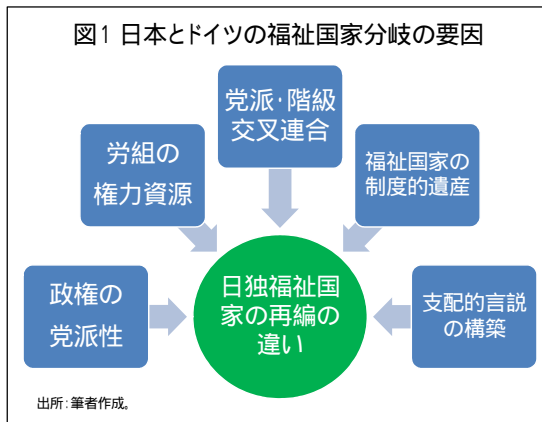 図1 日本とドイツの福祉国家分岐の要因
党派・階級
交叉連合
労組の
権力資源
福祉国家の
制度的遺産
政権の
党派性
日独福祉国
家の再編の
違い
支配的言説
の構築
出所:筆者作成。